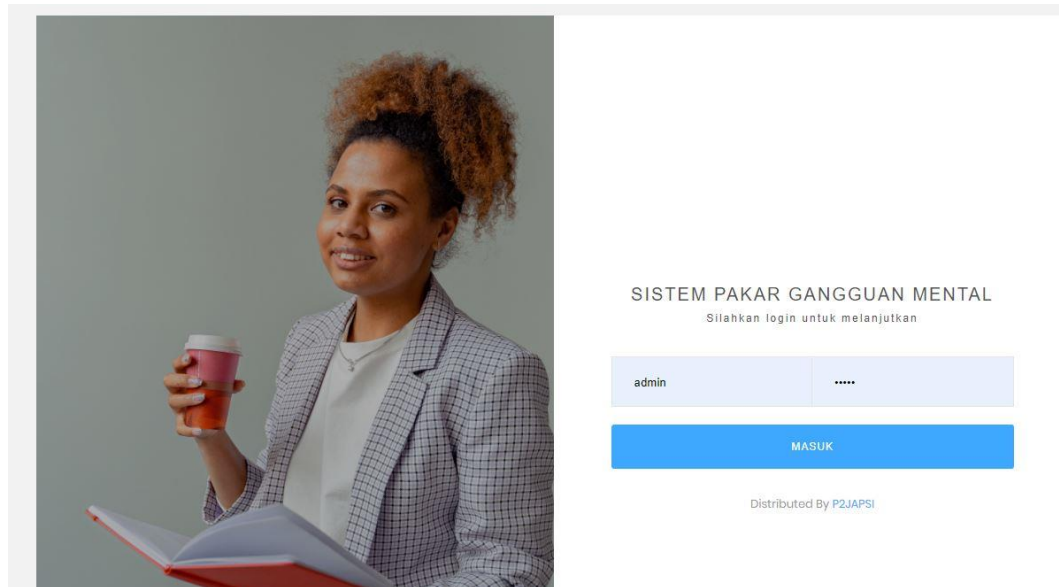 SISTEM PAKAR GANGGUAN MENTAL
Silahkan login untuk melanjutkan
admin •••••
MASUK
Distributed By P2JAPSI